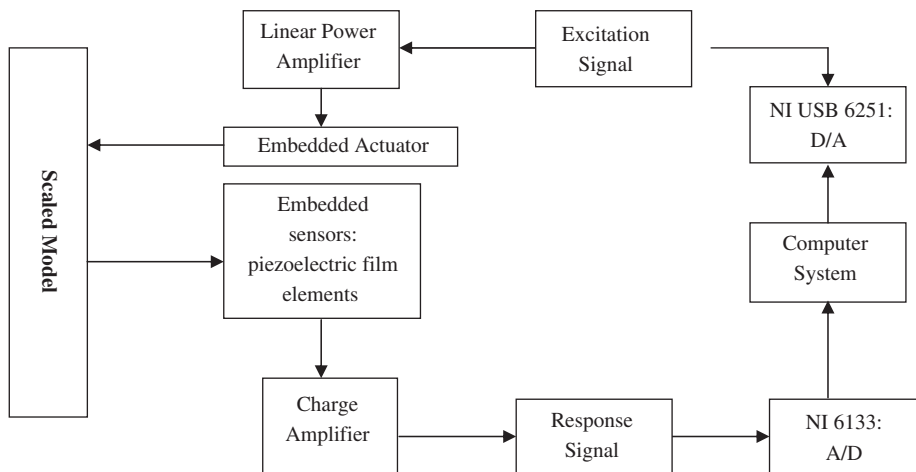 Linear Power
Amplifier
Excitation
Signal
NI USB 6251:
D/A
Embedded Actuator
Scaled Model
Embedded
sensors:
piezoelectric film
elements
Computer
System
Charge
Amplifier
Response
Signal
NI 6133:
A/D